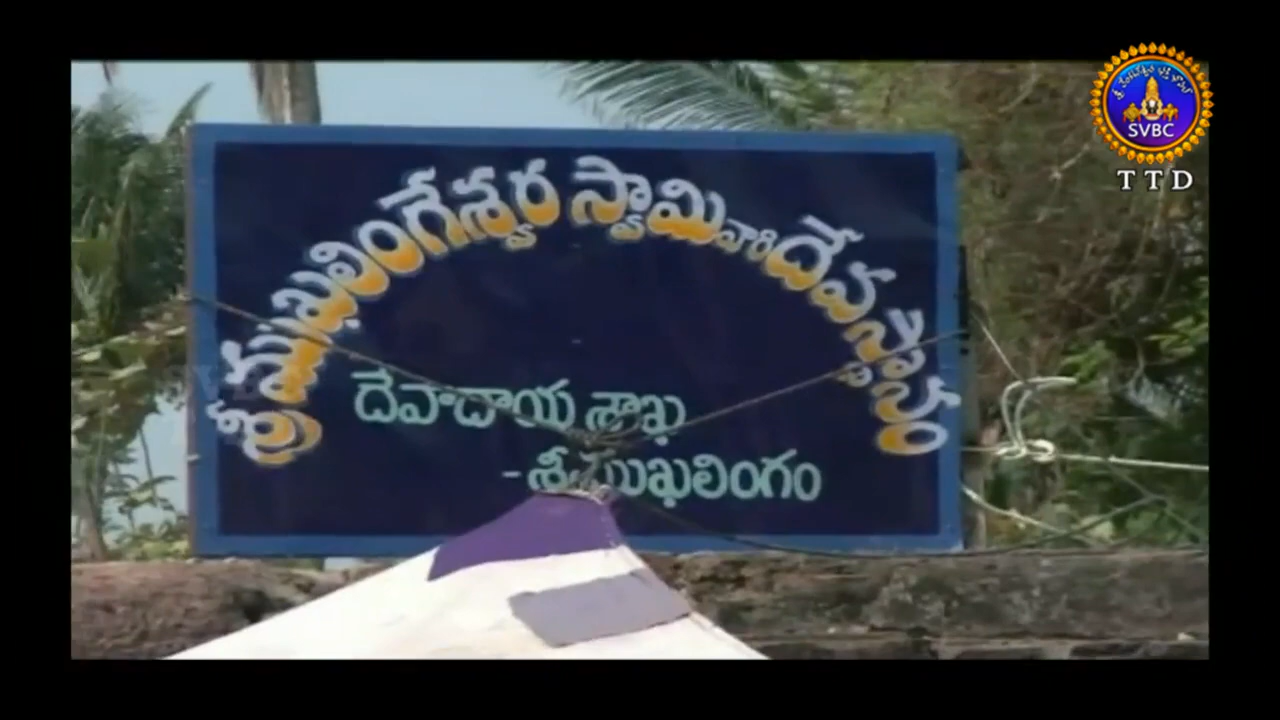 శ్రీ ముఖలింగేశ్వర స్వామి వారి దేవస్థానం
దేవాదాయ శాఖ
- శ్రీముఖలింగం
SVBC
TTD